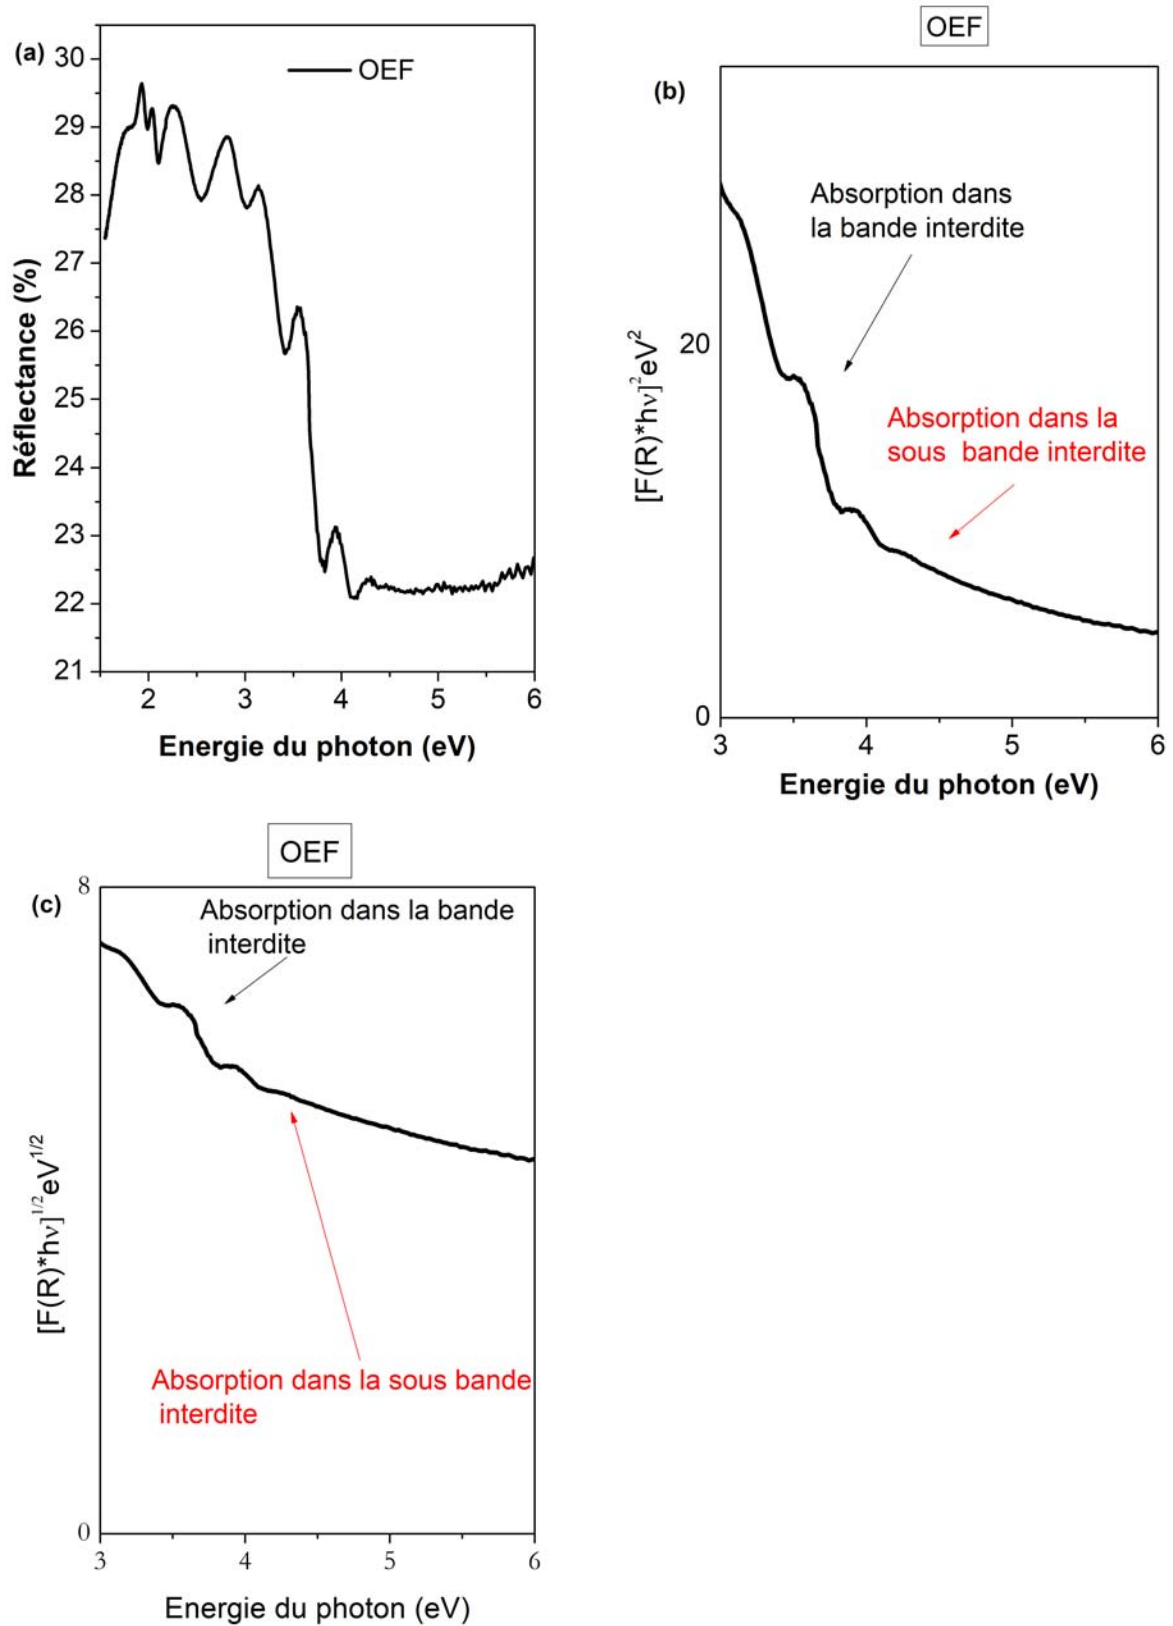 (a)
OEF
30
29
28
27
26
25
24
23
22
21
Réflectance (%)
2 3 4 5 6
Energie du photon (eV)
OEF
(b)
Absorption dans
la bande interdite
Absorption dans la
sous bande interdite
20
0
[F(R)*hν]²eV²
3 4 5 6
Energie du photon (eV)
OEF
(c)
8
Absorption dans la bande
interdite
[F(R)*hν]^1/2 eV^1/2
Absorption dans la sous bande
interdite
0
3 4 5 6
Energie du photon (eV)